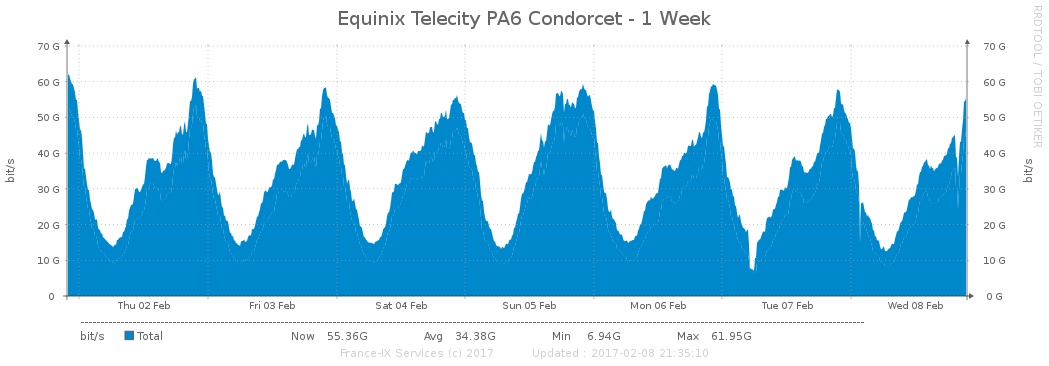 Equinix Telecity PA6 Condorcet - 1 Week
RRDTOOL / TOBI OETIKER
bit/s
70 G
60 G
50 G
40 G
30 G
20 G
10 G
0
70 G
60 G
50 G
40 G
30 G
20 G
10 G
0 G
bit/s
Thu 02 Feb Fri 03 Feb Sat 04 Feb Sun 05 Feb Mon 06 Feb Tue 07 Feb Wed 08 Feb
bit/s Total Now 55.36G Avg 34.38G Min 6.94G Max 61.95G
France-IX Services (c) 2017 Updated : 2017-02-08 21:35:10